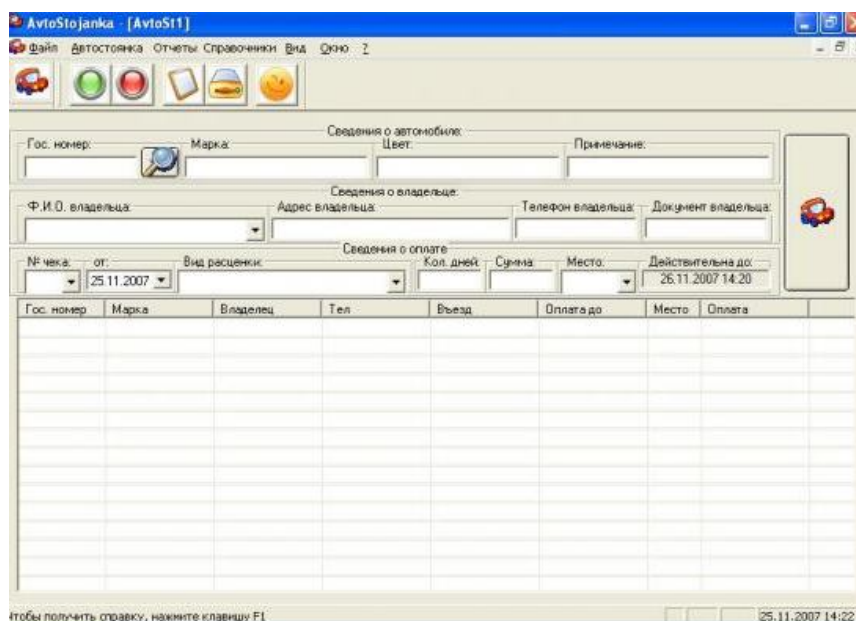 AvtoStojanka - [AvtoSt1]
Файл Автостоянка Отчеты Справочники Вид Окно ?
Сведения о автомобиле:
Гос. номер: Марка: Цвет: Примечание:
Сведения о владельце:
Ф.И.О. владельца: Адрес владельца: Телефон владельца: Документ владельца:
Сведения о оплате
№ чека: от: Вид расценки: Кол. дней: Сумма: Место: Действительна до:
25.11.2007 26.11.2007 14:20
Гос. номер Марка Владелец Тел Въезд Оплата до Место Оплата
Чтобы получить справку, нажмите клавишу F1 25.11.2007 14:22